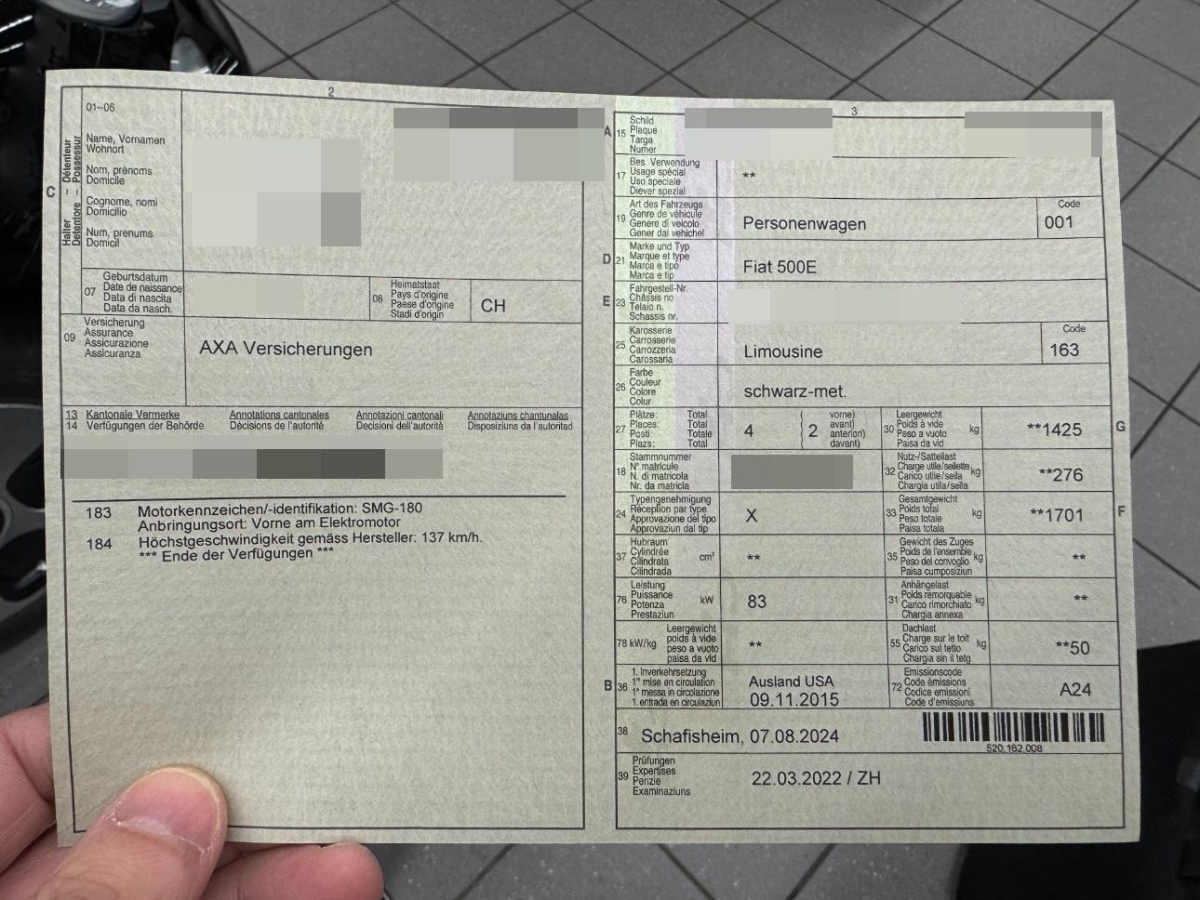 2
01–06
C
Halter – Détenteur
Detentore – Possessur
Name, Vornamen
Wohnort
Nom, prénoms
Domicile
Cognome, nomi
Domicilio
Num, prenums
Domicil
07
Geburtsdatum
Date de naissance
Data di nascita
Data da nasch.
08
Heimatstaat
Pays d'origine
Paese d'origine
Stadi d'origin
CH
09
Versicherung
Assurance
Assicurazione
Assicuranza
AXA Versicherungen
13 Kantonale Vermerke Annotations cantonales Annotazioni cantonali Annotaziuns chantunalas
14 Verfügungen der Behörde Décisions de l'autorité Decisioni dell'autorità Disposiziuns da l'autoritad
183 Motorkennzeichen/-identifikation: SMG-180
Anbringungsort: Vorne am Elektromotor
184 Höchstgeschwindigkeit gemäss Hersteller: 137 km/h.
*** Ende der Verfügungen ***
3
A 15
Schild
Plaque
Targa
Numer
17
Bes. Verwendung
Usage spécial
Uso speciale
Diever spezial
**
19
Art des Fahrzeugs
Genre de véhicule
Genere di veicolo
Gener dal vehichel
Personenwagen
Code
001
D 21
Marke und Typ
Marque et type
Marca e tipo
Marca e tip
Fiat 500E
E 23
Fahrgestell-Nr.
Châssis no
Telaio n.
Schassis nr.
25
Karosserie
Carrosserie
Carrozzeria
Carossaria
Limousine
Code
163
26
Farbe
Couleur
Colore
Colur
schwarz-met.
27
Plätze: Total
Places: Total
Posti: Totale
Plazs: Total
4
( 2 vorne)
avant)
anteriori)
davant)
30
Leergewicht
Poids à vide
Peso a vuoto
Paisa da vid
kg
**1425
G
18
Stammnummer
N° matricule
N. di matricola
Nr. da matricla
32
Nutz-/Sattellast
Charge utile/sellette
Carico utile/sella
Chargia utila/sella
kg
**276
24
Typengenehmigung
Réception par type
Approvazione del tipo
Approvaziun dal tip
X
33
Gesamtgewicht
Poids total
Peso totale
Paisa totala
kg
**1701
F
37
Hubraum
Cylindrée
Cilindrata
Cilindrada
cm³
**
35
Gewicht des Zuges
Poids de l'ensemble
Peso del convoglio
Paisa cumposiziun
kg
**
76
Leistung
Puissance
Potenza
Prestaziun
kW
83
31
Anhängelast
Poids remorquable
Carico rimorchiato
Chargia annexa
kg
**
78 kW/kg
Leergewicht
poids à vide
peso a vuoto
paisa da vid
**
55
Dachlast
Charge sur le toit
Carico sul tetto
Chargia sin il tetg
kg
**50
B 36
1. Inverkehrsetzung
1re mise en circulation
1a messa in circolazione
1. entrada en circulaziun
Ausland USA
09.11.2015
72
Emissionscode
Code émissions
Codice emissioni
Code d'emissiuns
A24
38
Schafisheim, 07.08.2024
520.162.008
39
Prüfungen
Expertises
Perizie
Examinaziuns
22.03.2022 / ZH